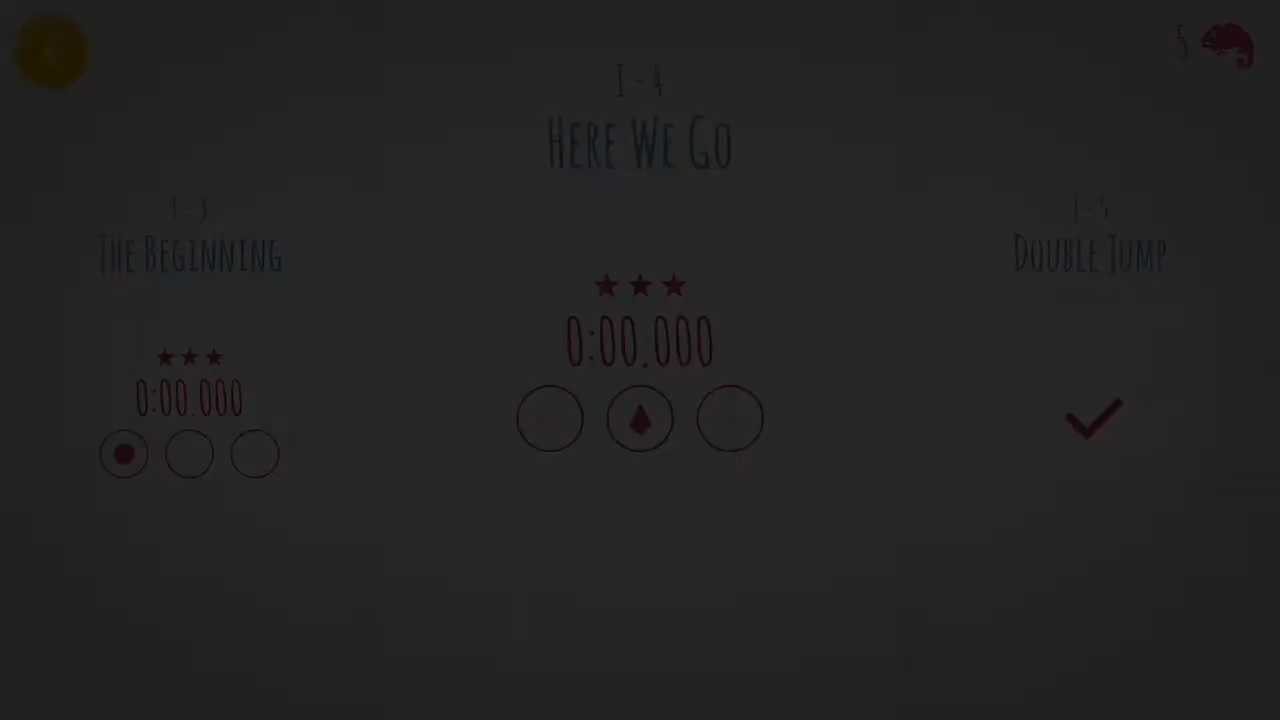 5
1 - 4
Here We Go
1 - 3
The Beginning
1 - 5
Double Jump
0:00.000
0:00.000